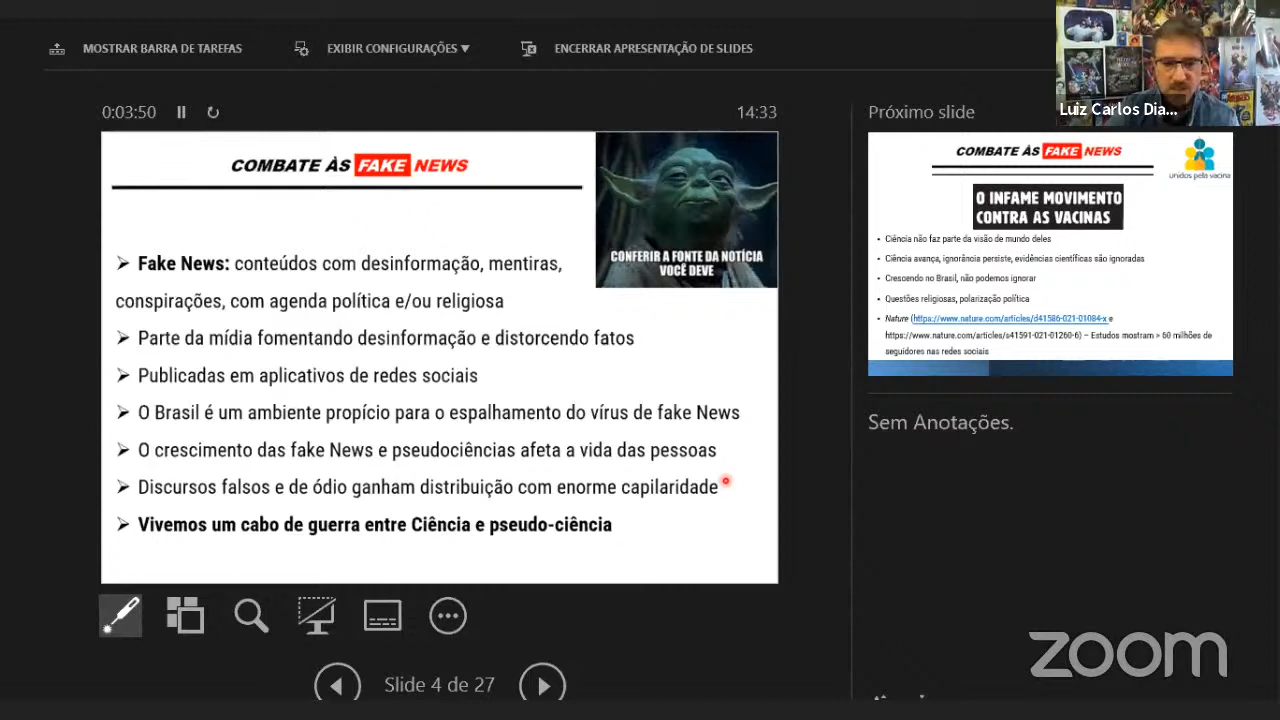 MOSTRAR BARRA DE TAREFAS
EXIBIR CONFIGURAÇÕES
ENCERRAR APRESENTAÇÃO DE SLIDES
Luiz Carlos Dia...
0:03:50
14:33
COMBATE ÀS FAKE NEWS
CONFERIR A FONTE DA NOTÍCIA
VOCÊ DEVE
Fake News: conteúdos com desinformação, mentiras,
conspirações, com agenda política e/ou religiosa
Parte da mídia fomentando desinformação e distorcendo fatos
Publicadas em aplicativos de redes sociais
O Brasil é um ambiente propício para o espalhamento do vírus de fake News
O crescimento das fake News e pseudociências afeta a vida das pessoas
Discursos falsos e de ódio ganham distribuição com enorme capilaridade
Vivemos um cabo de guerra entre Ciência e pseudo-ciência
Slide 4 de 27
Próximo slide
COMBATE ÀS FAKE NEWS
unidos pela vacina
O INFAME MOVIMENTO
CONTRA AS VACINAS
• Ciência não faz parte da visão de mundo deles
• Ciência avança, ignorância persiste, evidências científicas são ignoradas
• Crescendo no Brasil, não podemos ignorar
• Questões religiosas, polarização política
• Nature (https://www.nature.com/articles/d41586-021-01084-x e
https://www.nature.com/articles/s41591-021-01260-6) – Estudos mostram > 60 milhões de
seguidores nas redes sociais
Sem Anotações.
zoom